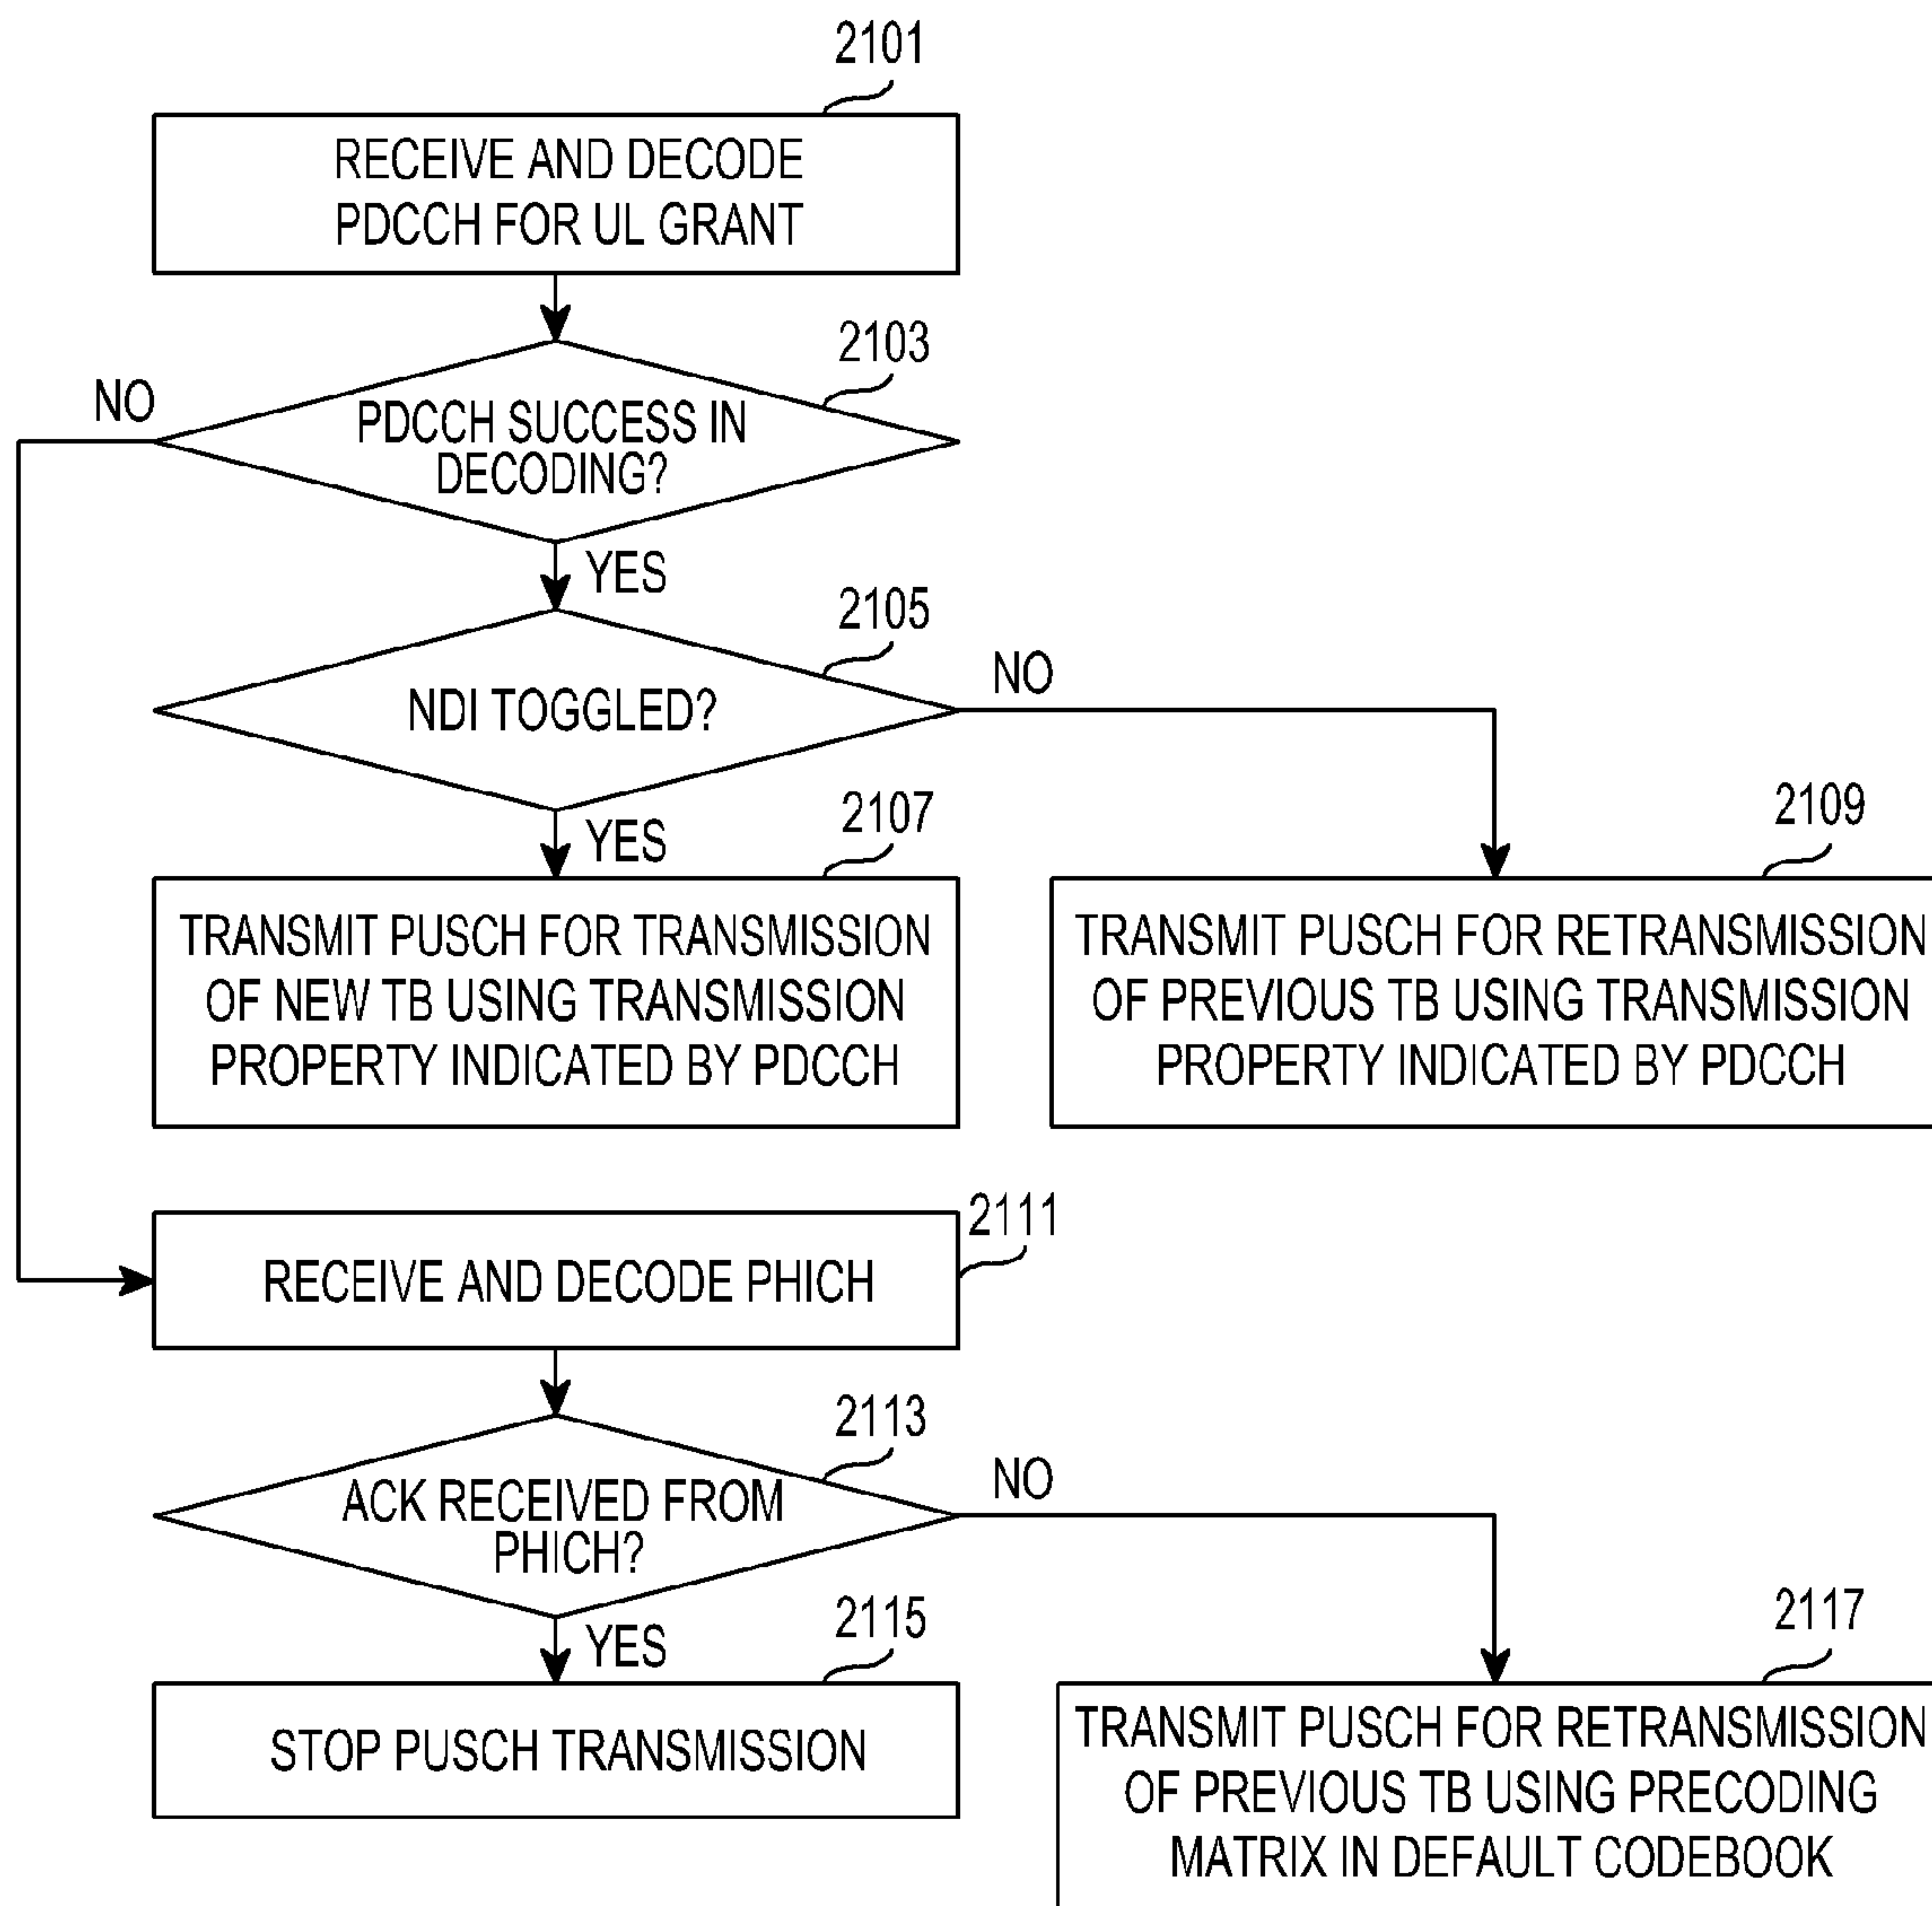 2101
RECEIVE AND DECODE
PDCCH FOR UL GRANT
2103
NO
PDCCH SUCCESS IN
DECODING?
YES
2105
NO
NDI TOGGLED?
YES
2107
2109
TRANSMIT PUSCH FOR TRANSMISSION
OF NEW TB USING TRANSMISSION
PROPERTY INDICATED BY PDCCH
TRANSMIT PUSCH FOR RETRANSMISSION
OF PREVIOUS TB USING TRANSMISSION
PROPERTY INDICATED BY PDCCH
2111
RECEIVE AND DECODE PHICH
2113
NO
ACK RECEIVED FROM
PHICH?
YES
2115
2117
STOP PUSCH TRANSMISSION
TRANSMIT PUSCH FOR RETRANSMISSION
OF PREVIOUS TB USING PRECODING
MATRIX IN DEFAULT CODEBOOK